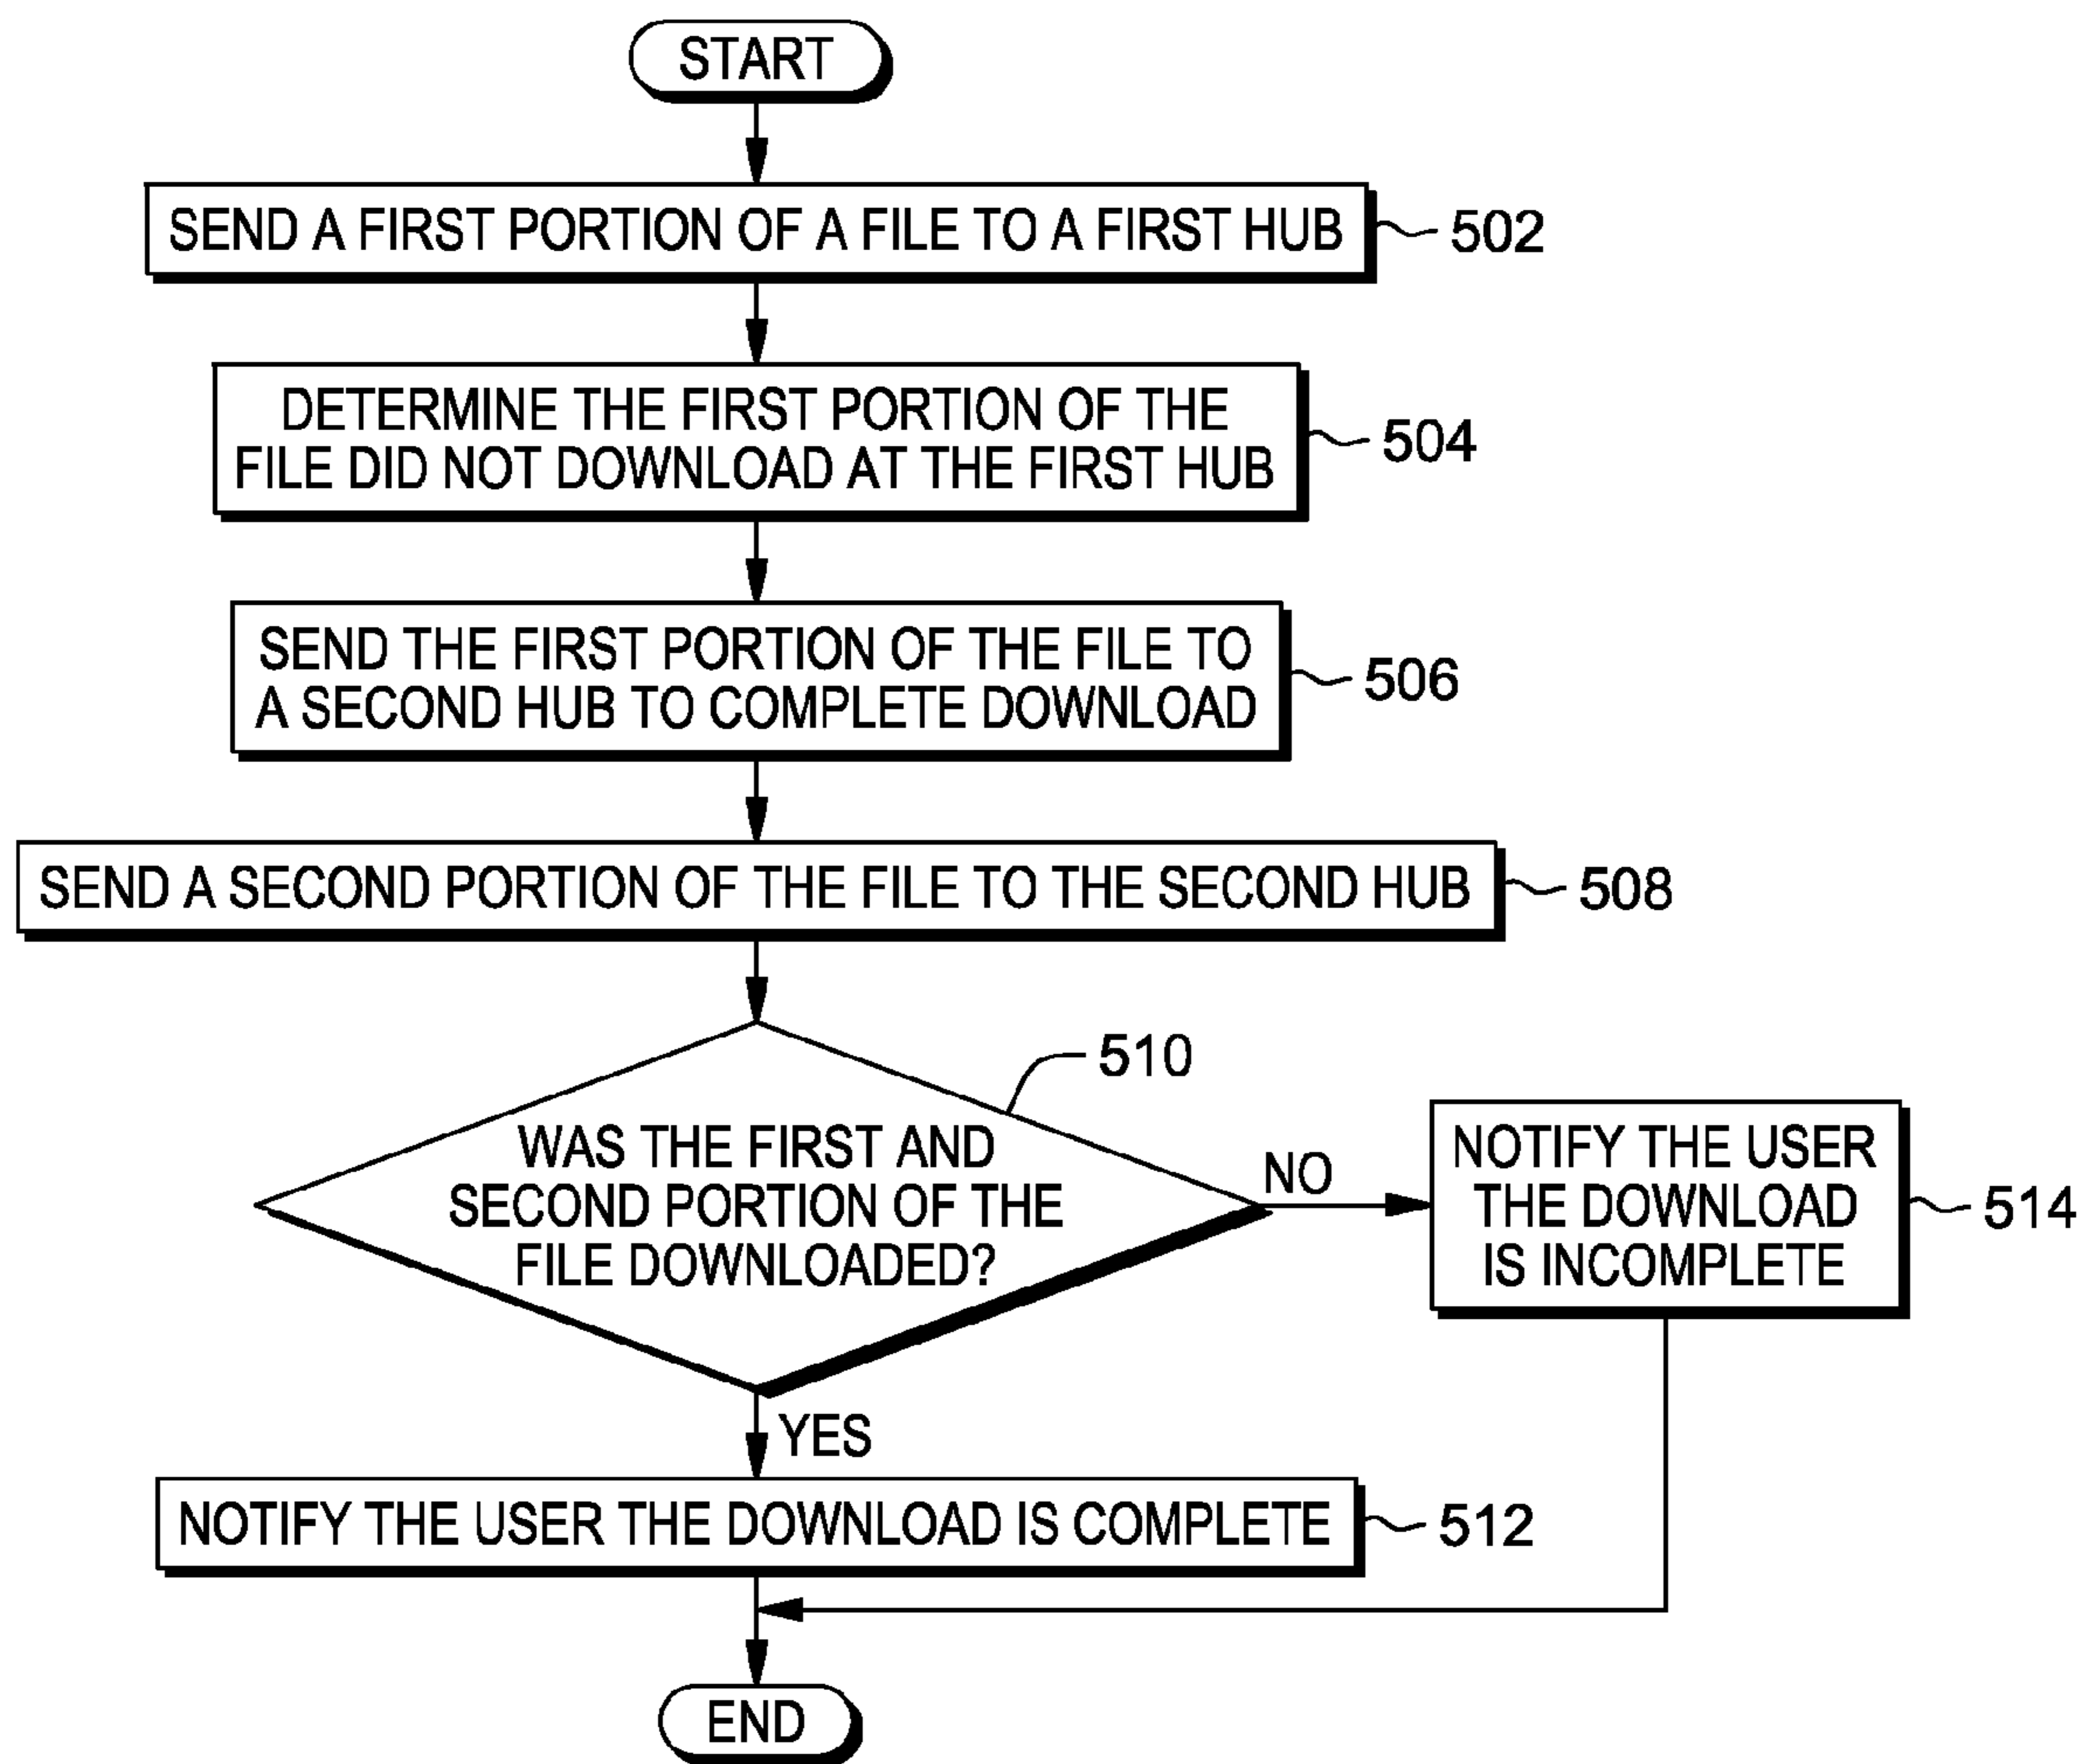 START
SEND A FIRST PORTION OF A FILE TO A FIRST HUB
502
DETERMINE THE FIRST PORTION OF THE
FILE DID NOT DOWNLOAD AT THE FIRST HUB
504
SEND THE FIRST PORTION OF THE FILE TO
A SECOND HUB TO COMPLETE DOWNLOAD
506
SEND A SECOND PORTION OF THE FILE TO THE SECOND HUB
508
510
WAS THE FIRST AND
SECOND PORTION OF THE
FILE DOWNLOADED?
NO
NOTIFY THE USER
THE DOWNLOAD
IS INCOMPLETE
514
YES
NOTIFY THE USER THE DOWNLOAD IS COMPLETE
512
END